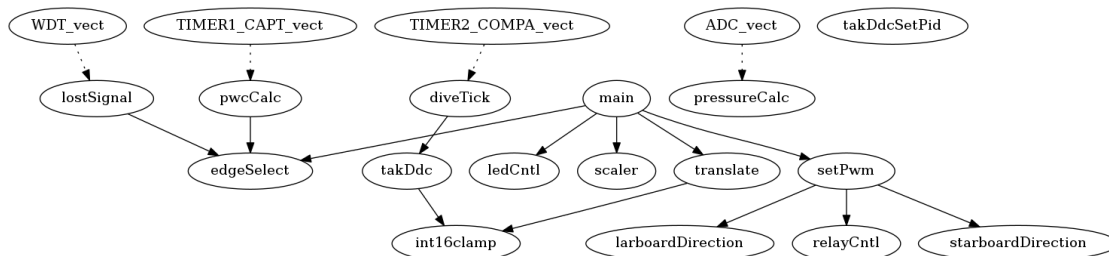 WDT_vect
TIMER1_CAPT_vect
TIMER2_COMPA_vect
ADC_vect
takDdcSetPid
lostSignal
pwcCalc
diveTick
main
pressureCalc
edgeSelect
takDdc
ledCntl
scaler
translate
setPwm
int16clamp
larboardDirection
relayCntl
starboardDirection